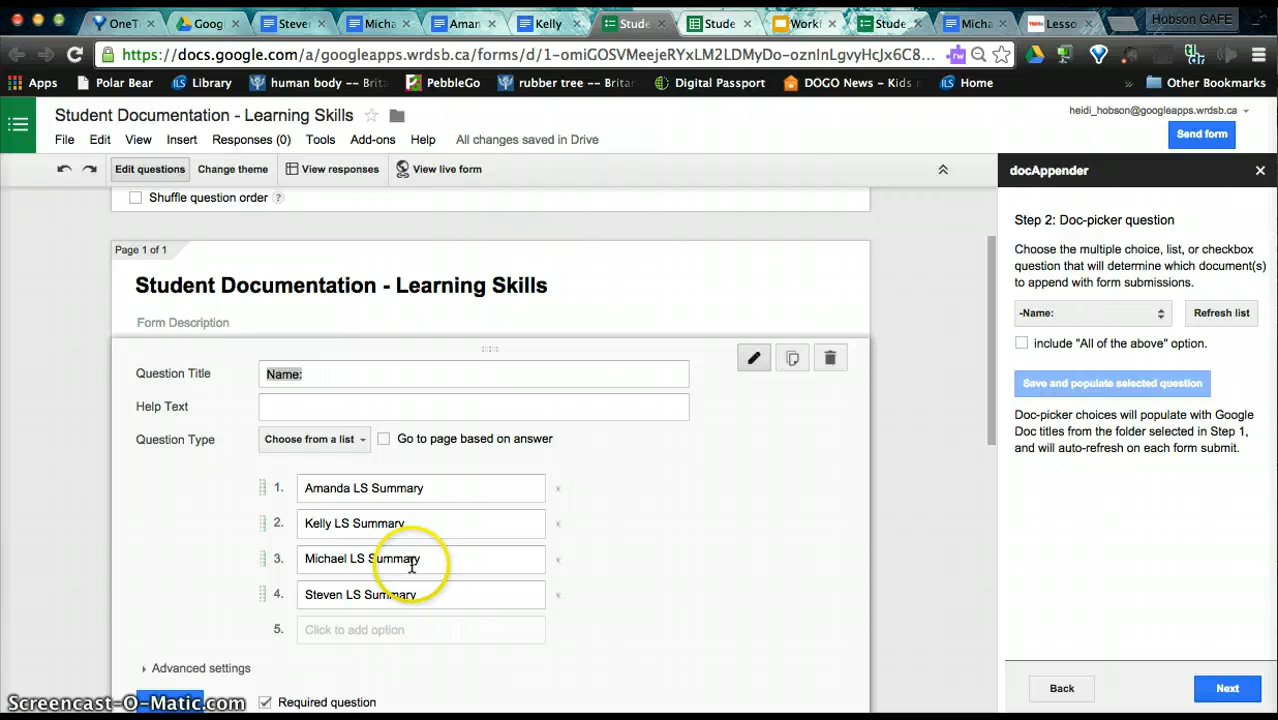 OneT
Googl
Steve
Micha
Aman
Kelly
Stude
Stude
Workl
Stude
Micha
Lesso
Hobson GAFE
https://docs.google.com/a/googleapps.wrdsb.ca/forms/d/1-omiGOSVMeejeRYxLM2LDMyDo-oznlnLgvyHcJx6C8...
Apps
Polar Bear
Library
human body -- Brita
PebbleGo
rubber tree -- Britan
Digital Passport
DOGO News - Kids n
Home
»
Other Bookmarks
Student Documentation - Learning Skills
heidi_hobson@googleapps.wrdsb.ca
File Edit View Insert Responses (0) Tools Add-ons Help All changes saved in Drive
Send form
Edit questions
Change theme
View responses
View live form
docAppender
Shuffle question order ?
Step 2: Doc-picker question
Choose the multiple choice, list, or checkbox
question that will determine which document(s)
to append with form submissions.
-Name:
Refresh list
include "All of the above" option.
Save and populate selected question
Doc-picker choices will populate with Google
Doc titles from the folder selected in Step 1,
and will auto-refresh on each form submit.
Back
Next
Page 1 of 1
Student Documentation - Learning Skills
Form Description
Question Title
Name:
Help Text
Question Type
Choose from a list
Go to page based on answer
1. Amanda LS Summary
2. Kelly LS Summary
3. Michael LS Summary
4. Steven LS Summary
5. Click to add option
Advanced settings
Required question
Screencast-O-Matic.com